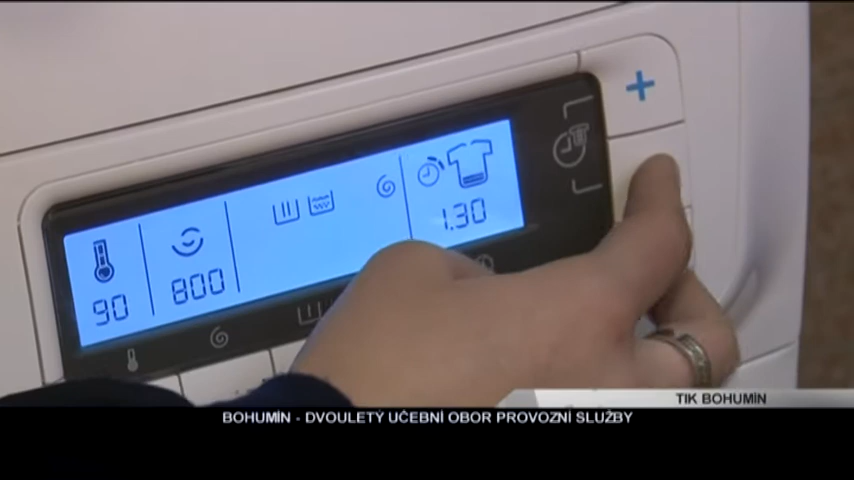 +
90
800
1.30
TIK BOHUMÍN
BOHUMÍN - DVOULETÝ UČEBNÍ OBOR PROVOZNÍ SLUŽBY